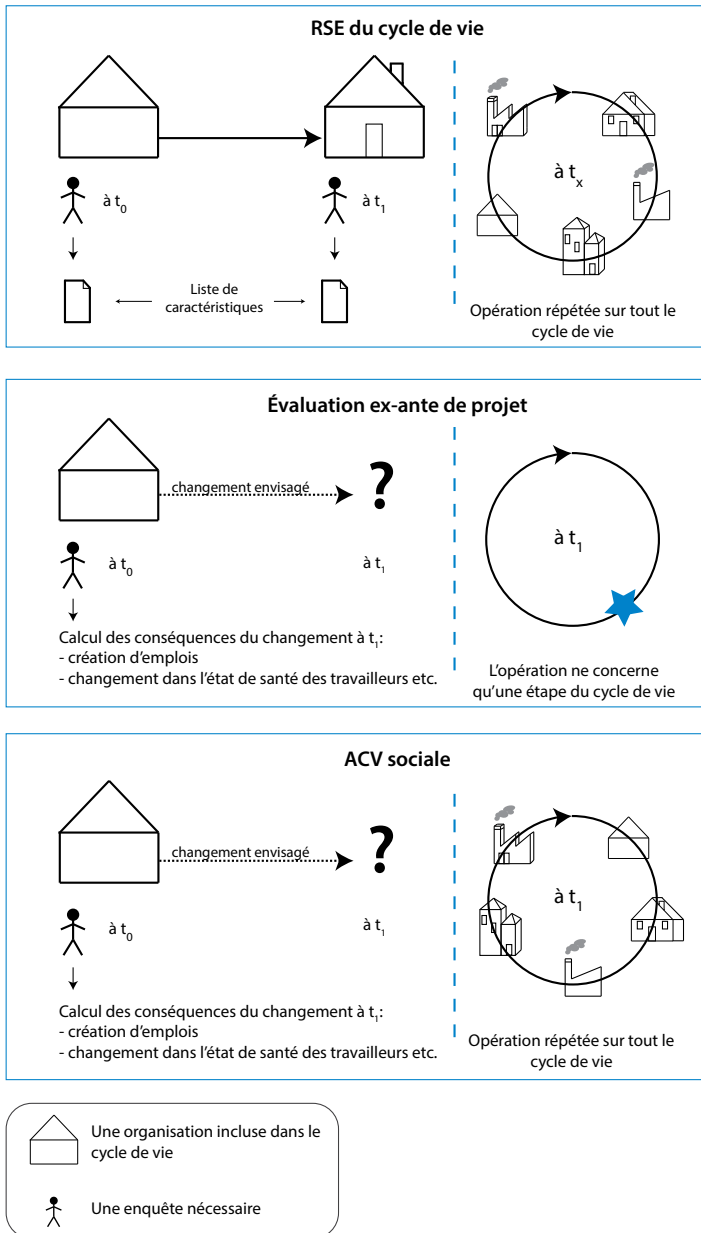 RSE du cycle de vie
à t0
à t1
Liste de
caractéristiques
à tx
Opération répétée sur tout le
cycle de vie
Évaluation ex-ante de projet
changement envisagé
?
à t0
à t1
Calcul des conséquences du changement à t1:
- création d'emplois
- changement dans l'état de santé des travailleurs etc.
à t1
L'opération ne concerne
qu'une étape du cycle de vie
ACV sociale
changement envisagé
?
à t0
à t1
Calcul des conséquences du changement à t1:
- création d'emplois
- changement dans l'état de santé des travailleurs etc.
à t1
Opération répétée sur tout le
cycle de vie
Une organisation incluse dans le
cycle de vie
Une enquête nécessaire